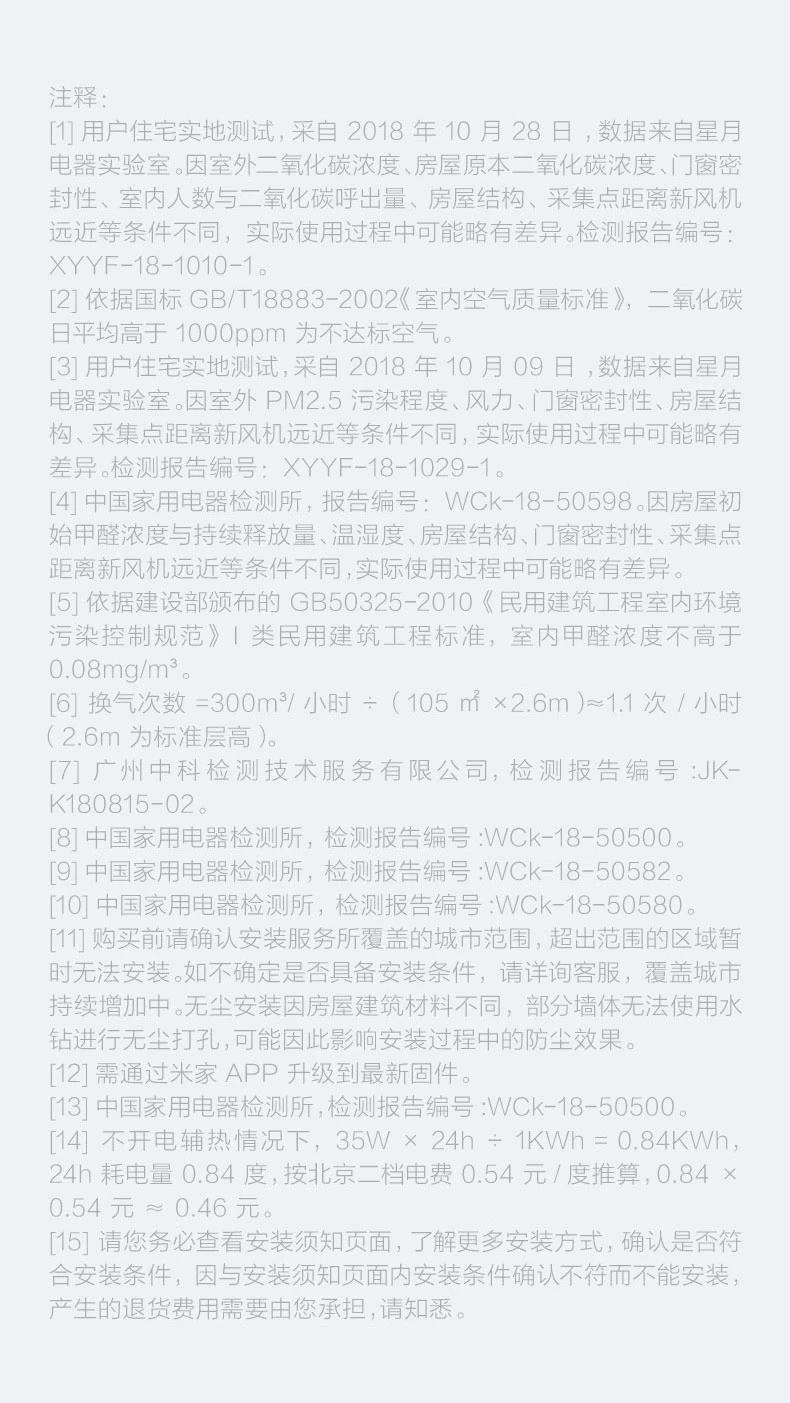 注释：
[1] 用户住宅实地测试，采自 2018 年 10 月 28 日 ，数据来自星月
电器实验室。因室外二氧化碳浓度、房屋原本二氧化碳浓度、门窗密
封性、室内人数与二氧化碳呼出量、房屋结构、采集点距离新风机
远近等条件不同，实际使用过程中可能略有差异。检测报告编号：
XYYF-18-1010-1。
[2] 依据国标 GB/T18883-2002《室内空气质量标准》，二氧化碳
日平均高于 1000ppm 为不达标空气。
[3] 用户住宅实地测试，采自 2018 年 10 月 09 日 ，数据来自星月
电器实验室。因室外 PM2.5 污染程度、风力、门窗密封性、房屋结
构、采集点距离新风机远近等条件不同，实际使用过程中可能略有
差异。检测报告编号：XYYF-18-1029-1。
[4] 中国家用电器检测所，报告编号：WCk-18-50598。因房屋初
始甲醛浓度与持续释放量、温湿度、房屋结构、门窗密封性、采集点
距离新风机远近等条件不同，实际使用过程中可能略有差异。
[5] 依据建设部颁布的 GB50325-2010《民用建筑工程室内环境
污染控制规范》I 类民用建筑工程标准，室内甲醛浓度不高于
0.08mg/m³。
[6] 换气次数 =300m³/ 小时 ÷（105 ㎡ ×2.6m）≈1.1 次 / 小时
（2.6m 为标准层高）。
[7] 广州中科检测技术服务有限公司，检测报告编号 :JK-
K180815-02。
[8] 中国家用电器检测所，检测报告编号 :WCk-18-50500。
[9] 中国家用电器检测所，检测报告编号 :WCk-18-50582。
[10] 中国家用电器检测所，检测报告编号 :WCk-18-50580。
[11] 购买前请确认安装服务所覆盖的城市范围，超出范围的区域暂
时无法安装。如不确定是否具备安装条件，请详询客服，覆盖城市
持续增加中。无尘安装因房屋建筑材料不同，部分墙体无法使用水
钻进行无尘打孔，可能因此影响安装过程中的防尘效果。
[12] 需通过米家 APP 升级到最新固件。
[13] 中国家用电器检测所，检测报告编号 :WCk-18-50500。
[14] 不开电辅热情况下，35W × 24h ÷ 1KWh = 0.84KWh，
24h 耗电量 0.84 度，按北京二档电费 0.54 元 / 度推算，0.84 ×
0.54 元 ≈ 0.46 元。
[15] 请您务必查看安装须知页面，了解更多安装方式，确认是否符
合安装条件，因与安装须知页面内安装条件确认不符而不能安装，
产生的退货费用需要由您承担，请知悉。